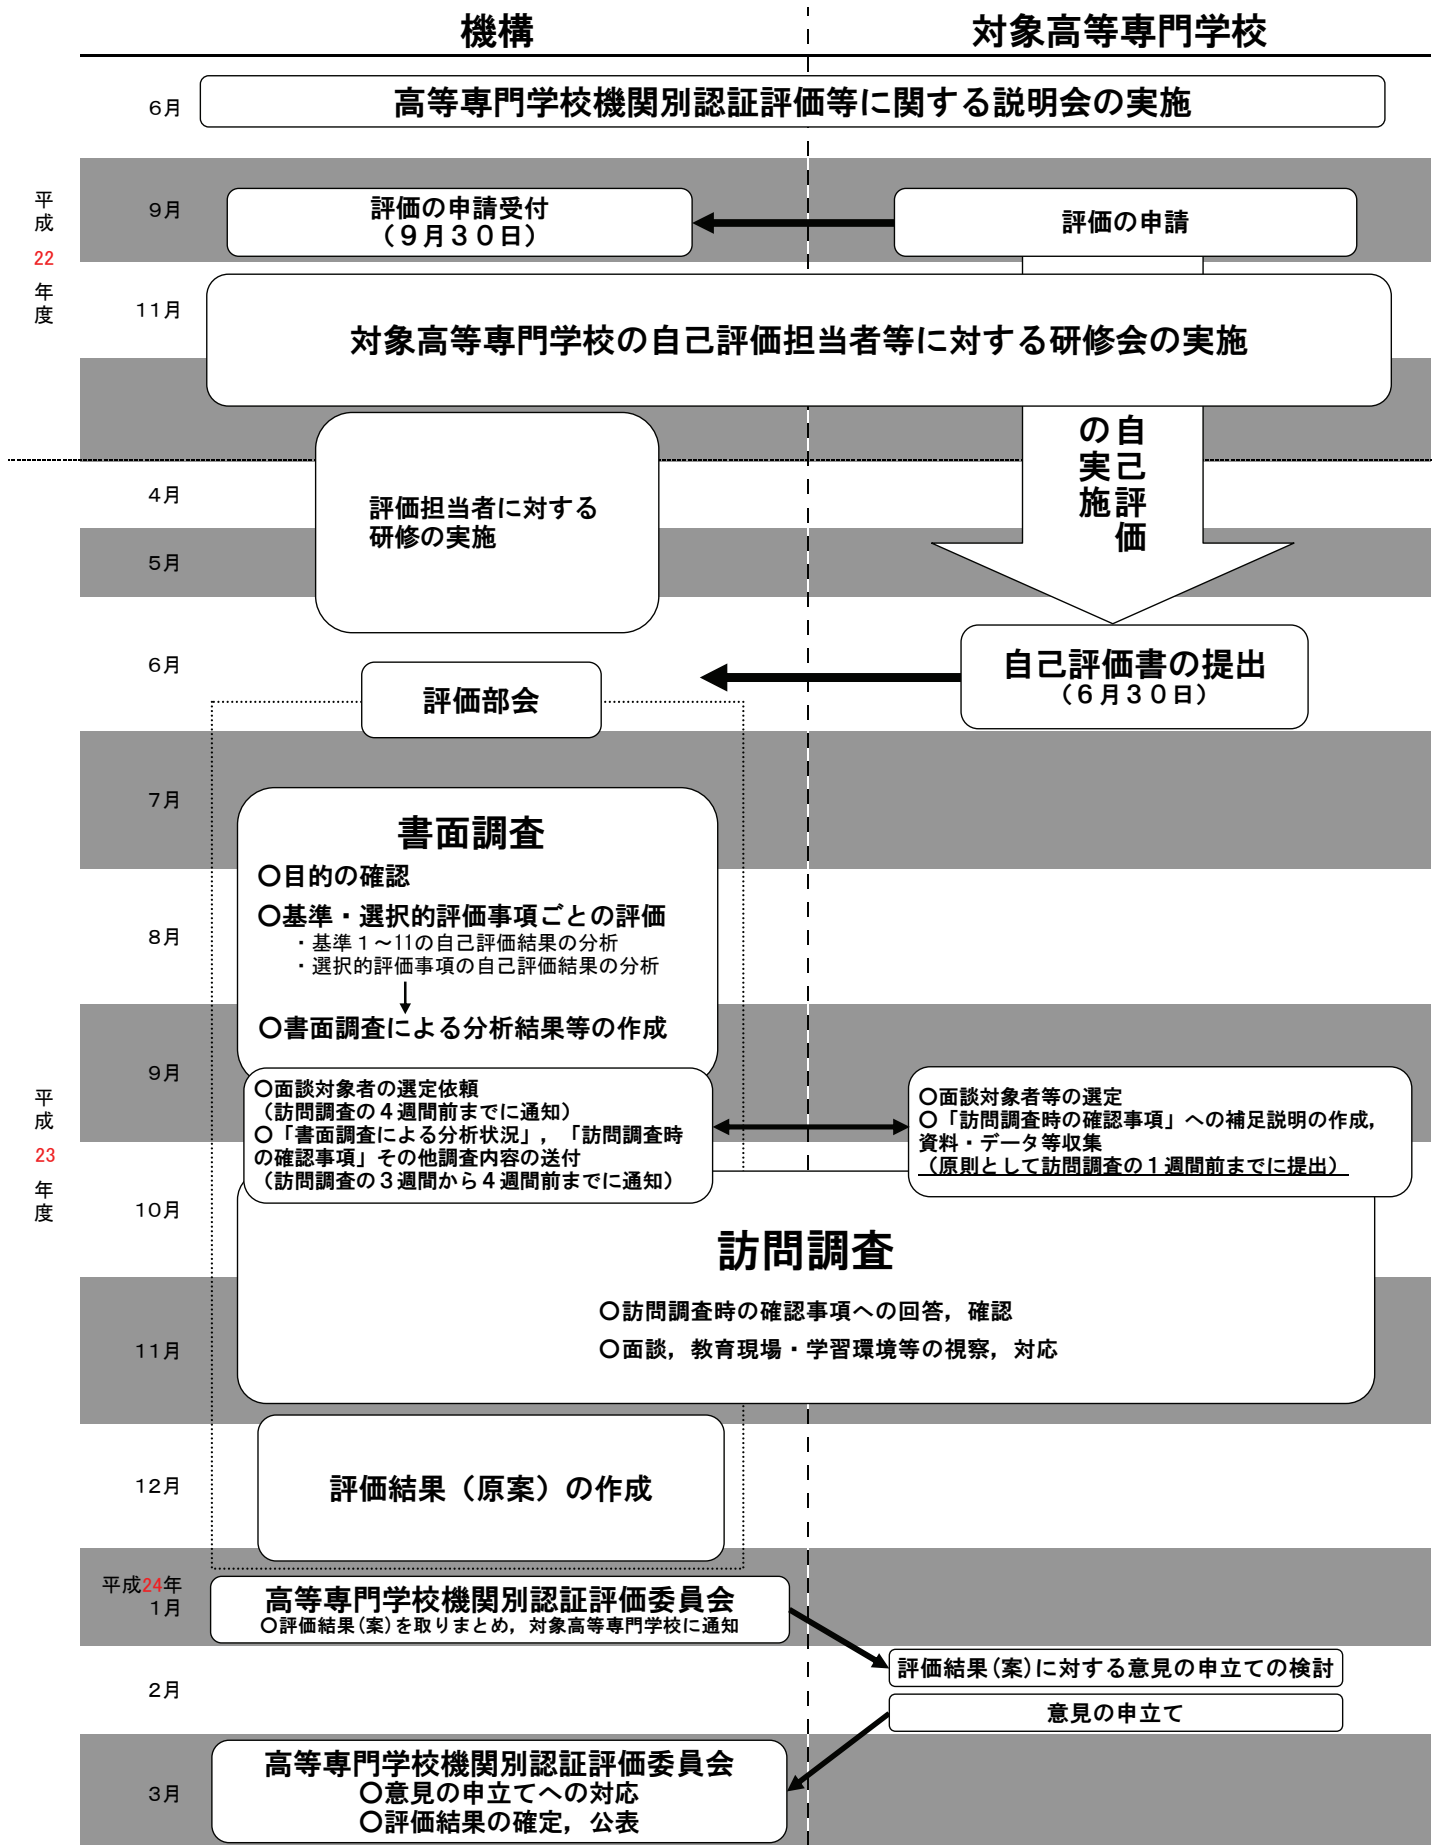 機構
対象高等専門学校
6月
高等専門学校機関別認証評価等に関する説明会の実施
平成
22
年度
9月
評価の申請受付
（９月３０日）
評価の申請
11月
対象高等専門学校の自己評価担当者等に対する研修会の実施
自己評価
の実施
4月
評価担当者に対する
研修の実施
5月
6月
自己評価書の提出
（６月３０日）
評価部会
7月
書面調査
〇目的の確認
〇基準・選択的評価事項ごとの評価
・基準１～11の自己評価結果の分析
・選択的評価事項の自己評価結果の分析
〇書面調査による分析結果等の作成
8月
9月
〇面談対象者の選定依頼
（訪問調査の４週間前までに通知）
〇「書面調査による分析状況」，「訪問調査時
の確認事項」その他調査内容の送付
（訪問調査の３週間から４週間前までに通知）
〇面談対象者等の選定
〇「訪問調査時の確認事項」への補足説明の作成，
資料・データ等収集
（原則として訪問調査の１週間前までに提出）
平成
23
年度
10月
訪問調査
〇訪問調査時の確認事項への回答，確認
〇面談，教育現場・学習環境等の視察，対応
11月
12月
評価結果（原案）の作成
平成24年
1月
高等専門学校機関別認証評価委員会
〇評価結果(案)を取りまとめ，対象高等専門学校に通知
評価結果(案)に対する意見の申立ての検討
2月
意見の申立て
3月
高等専門学校機関別認証評価委員会
〇意見の申立てへの対応
〇評価結果の確定，公表